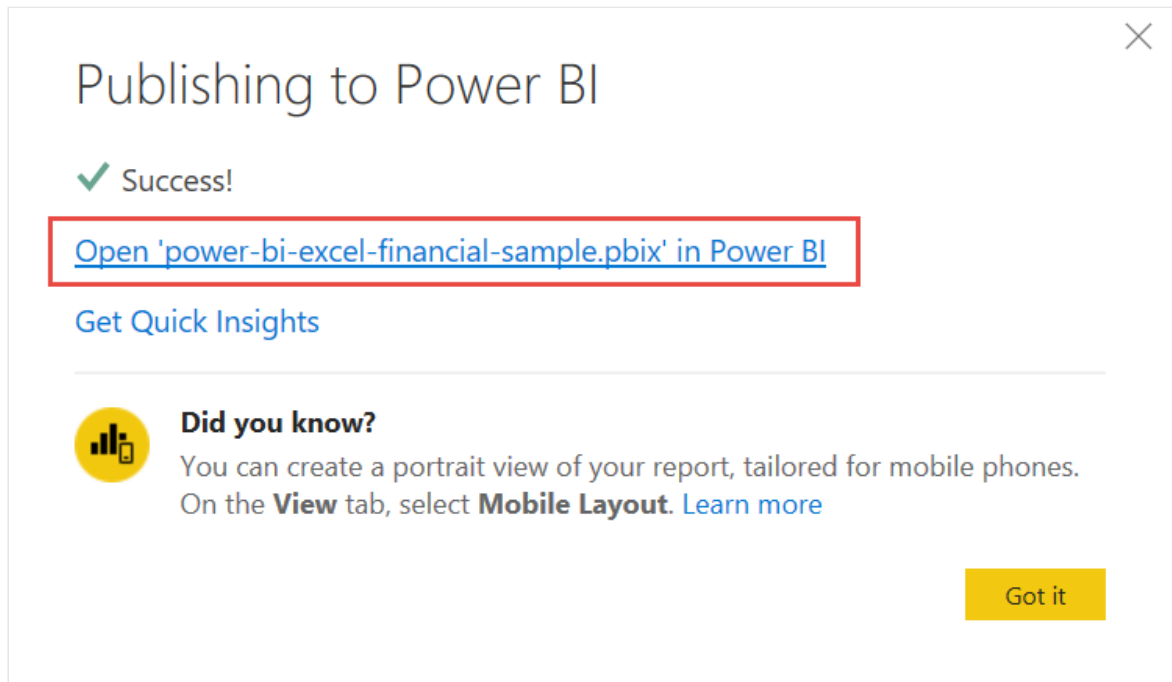 Publishing to Power BI
Success!
Open 'power-bi-excel-financial-sample.pbix' in Power BI
Get Quick Insights
Did you know?
You can create a portrait view of your report, tailored for mobile phones.
On the View tab, select Mobile Layout. Learn more
Got it